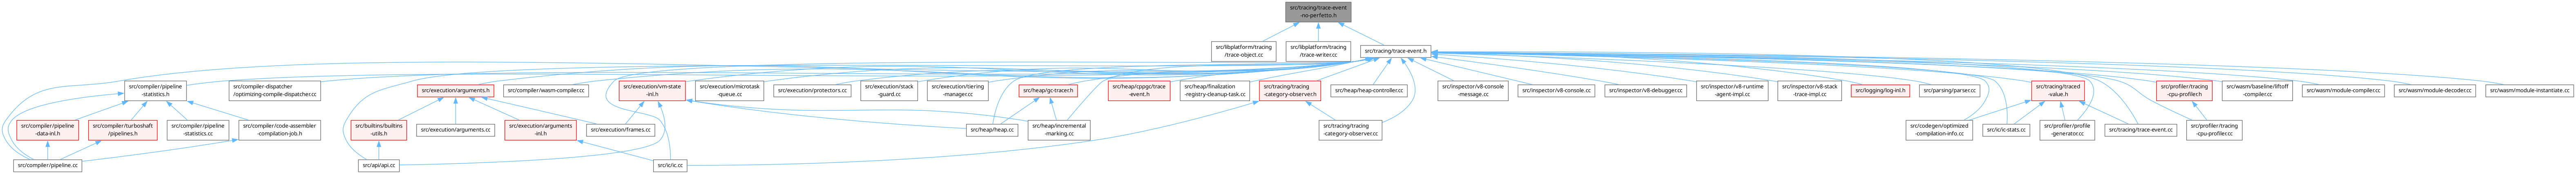 src/tracing/trace-event
-no-perfetto.h
src/libplatform/tracing
/trace-object.cc
src/libplatform/tracing
/trace-writer.cc
src/tracing/trace-event.h
src/compiler/pipeline
-statistics.h
src/compiler-dispatcher
/optimizing-compile-dispatcher.cc
src/execution/arguments.h
src/compiler/wasm-compiler.cc
src/execution/vm-state
-inl.h
src/execution/microtask
-queue.cc
src/execution/protectors.cc
src/execution/stack
-guard.cc
src/execution/tiering
-manager.cc
src/heap/gc-tracer.h
src/heap/cppgc/trace
-event.h
src/heap/finalization
-registry-cleanup-task.cc
src/tracing/tracing
-category-observer.h
src/heap/heap-controller.cc
src/inspector/v8-console
-message.cc
src/inspector/v8-console.cc
src/inspector/v8-debugger.cc
src/inspector/v8-runtime
-agent-impl.cc
src/inspector/v8-stack
-trace-impl.cc
src/logging/log-inl.h
src/parsing/parser.cc
src/tracing/traced
-value.h
src/profiler/tracing
-cpu-profiler.h
src/wasm/baseline/liftoff
-compiler.cc
src/wasm/module-compiler.cc
src/wasm/module-decoder.cc
src/wasm/module-instantiate.cc
src/compiler/pipeline
-data-inl.h
src/compiler/turboshaft
/pipelines.h
src/compiler/pipeline
-statistics.cc
src/compiler/code-assembler
-compilation-job.h
src/builtins/builtins
-utils.h
src/execution/arguments.cc
src/execution/arguments
-inl.h
src/execution/frames.cc
src/heap/heap.cc
src/heap/incremental
-marking.cc
src/tracing/tracing
-category-observer.cc
src/codegen/optimized
-compilation-info.cc
src/ic/ic-stats.cc
src/profiler/profile
-generator.cc
src/tracing/trace-event.cc
src/profiler/tracing
-cpu-profiler.cc
src/compiler/pipeline.cc
src/api/api.cc
src/ic/ic.cc